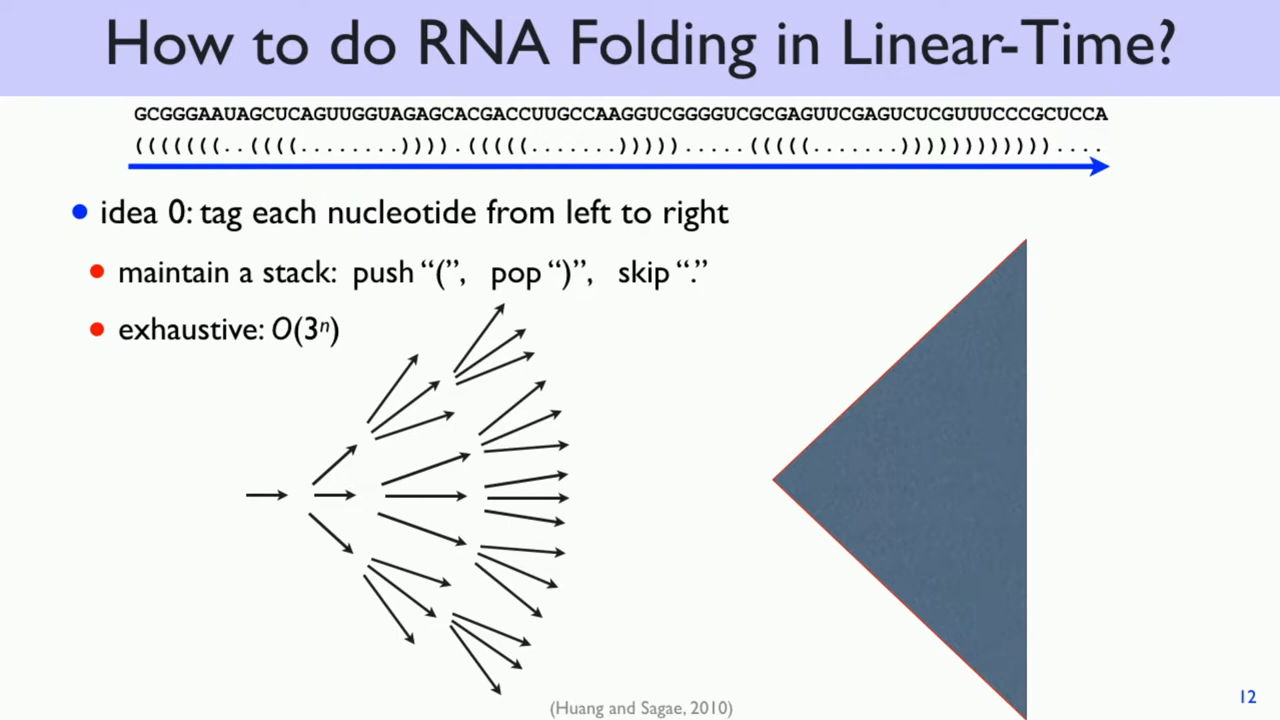 How to do RNA Folding in Linear-Time?
GCGGGAAUAGCUCAGUUGGUAGAGCACGACCUUGCCAAGGUCGGGGUCGCGAGUUCGAGUCUCGUUUCCCGCUCCA
(((((((..((((........)))).(((((.......))))).....(((((.......))))))))))))....
idea 0: tag each nucleotide from left to right
maintain a stack: push “(”, pop “)”, skip “.”
exhaustive: O(3ⁿ)
(Huang and Sagae, 2010)
12